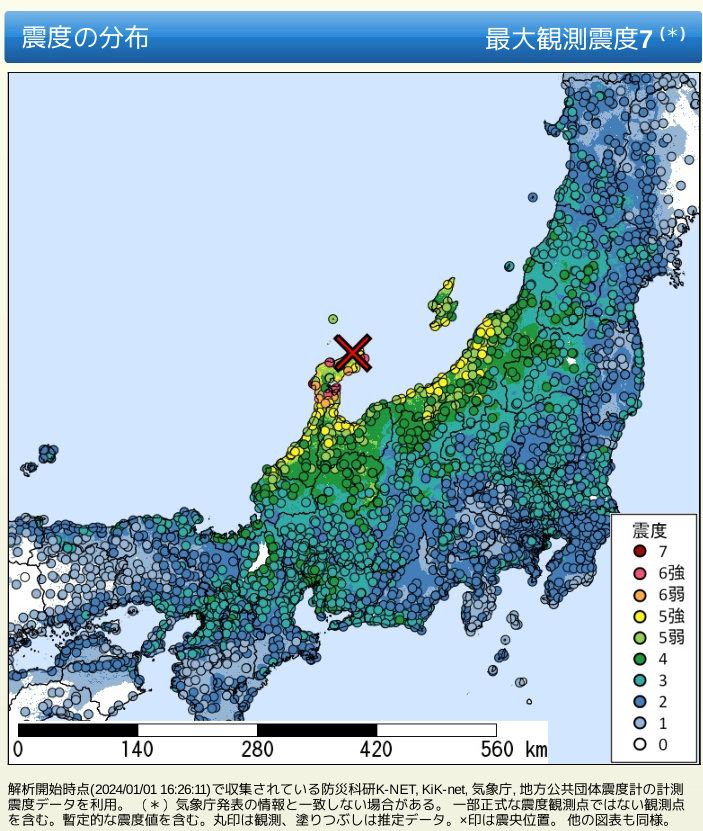 震度の分布
最大観測震度7 (*)
震度
7
6強
6弱
5強
5弱
4
3
2
1
0
0 140 280 420 560 km
解析開始時点(2024/01/01 16:26:11)で収集されている防災科研K-NET, KiK-net, 気象庁, 地方公共団体震度計の計測
震度データを利用。 （＊）気象庁発表の情報と一致しない場合がある。 一部正式な震度観測点ではない観測点
を含む。暫定的な震度値を含む。丸印は観測、塗りつぶしは推定データ。×印は震央位置。 他の図表も同様。